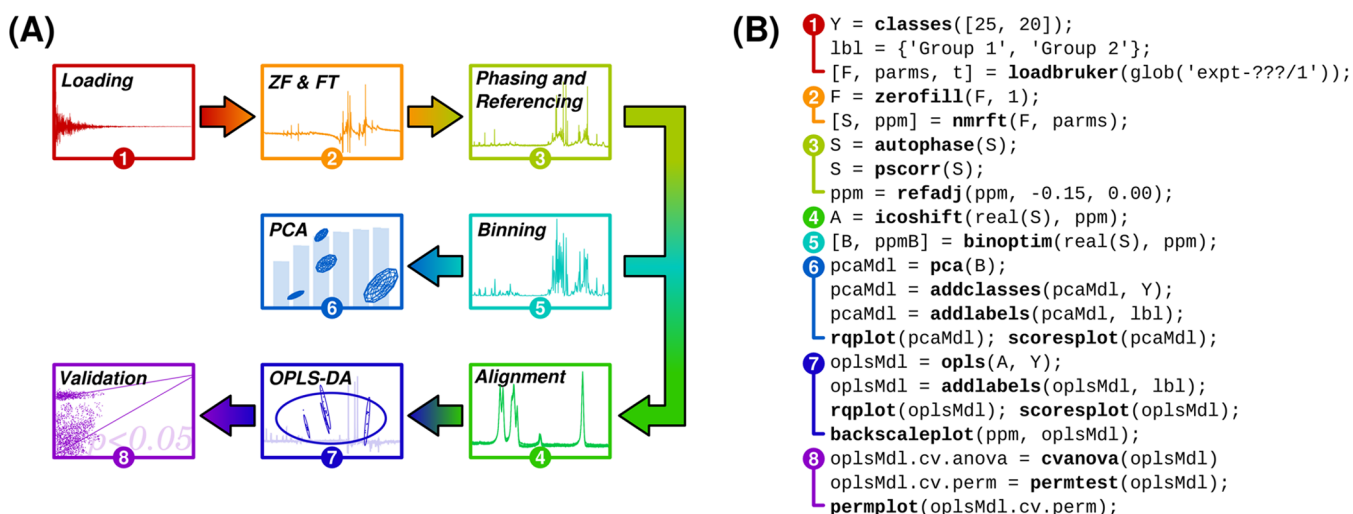 (A)
Loading
1
ZF & FT
2
Phasing and
Referencing
3
PCA
6
Binning
5
Validation
p<0.05
8
OPLS-DA
7
Alignment
4
(B)
1 Y = classes([25, 20]);
lbl = {'Group 1', 'Group 2'};
[F, parms, t] = loadbruker(glob('expt-???/1'));
2 F = zerofill(F, 1);
[S, ppm] = nmrft(F, parms);
3 S = autophase(S);
S = pscorr(S);
ppm = refadj(ppm, -0.15, 0.00);
4 A = icoshift(real(S), ppm);
5 [B, ppmB] = binoptim(real(S), ppm);
6 pcaMdl = pca(B);
pcaMdl = addclasses(pcaMdl, Y);
pcaMdl = addlabels(pcaMdl, lbl);
rqplot(pcaMdl); scoresplot(pcaMdl);
7 oplsMdl = opls(A, Y);
oplsMdl = addlabels(oplsMdl, lbl);
rqplot(oplsMdl); scoresplot(oplsMdl);
backscaleplot(ppm, oplsMdl);
8 oplsMdl.cv.anova = cvanova(oplsMdl)
oplsMdl.cv.perm = permtest(oplsMdl);
permplot(oplsMdl.cv.perm);